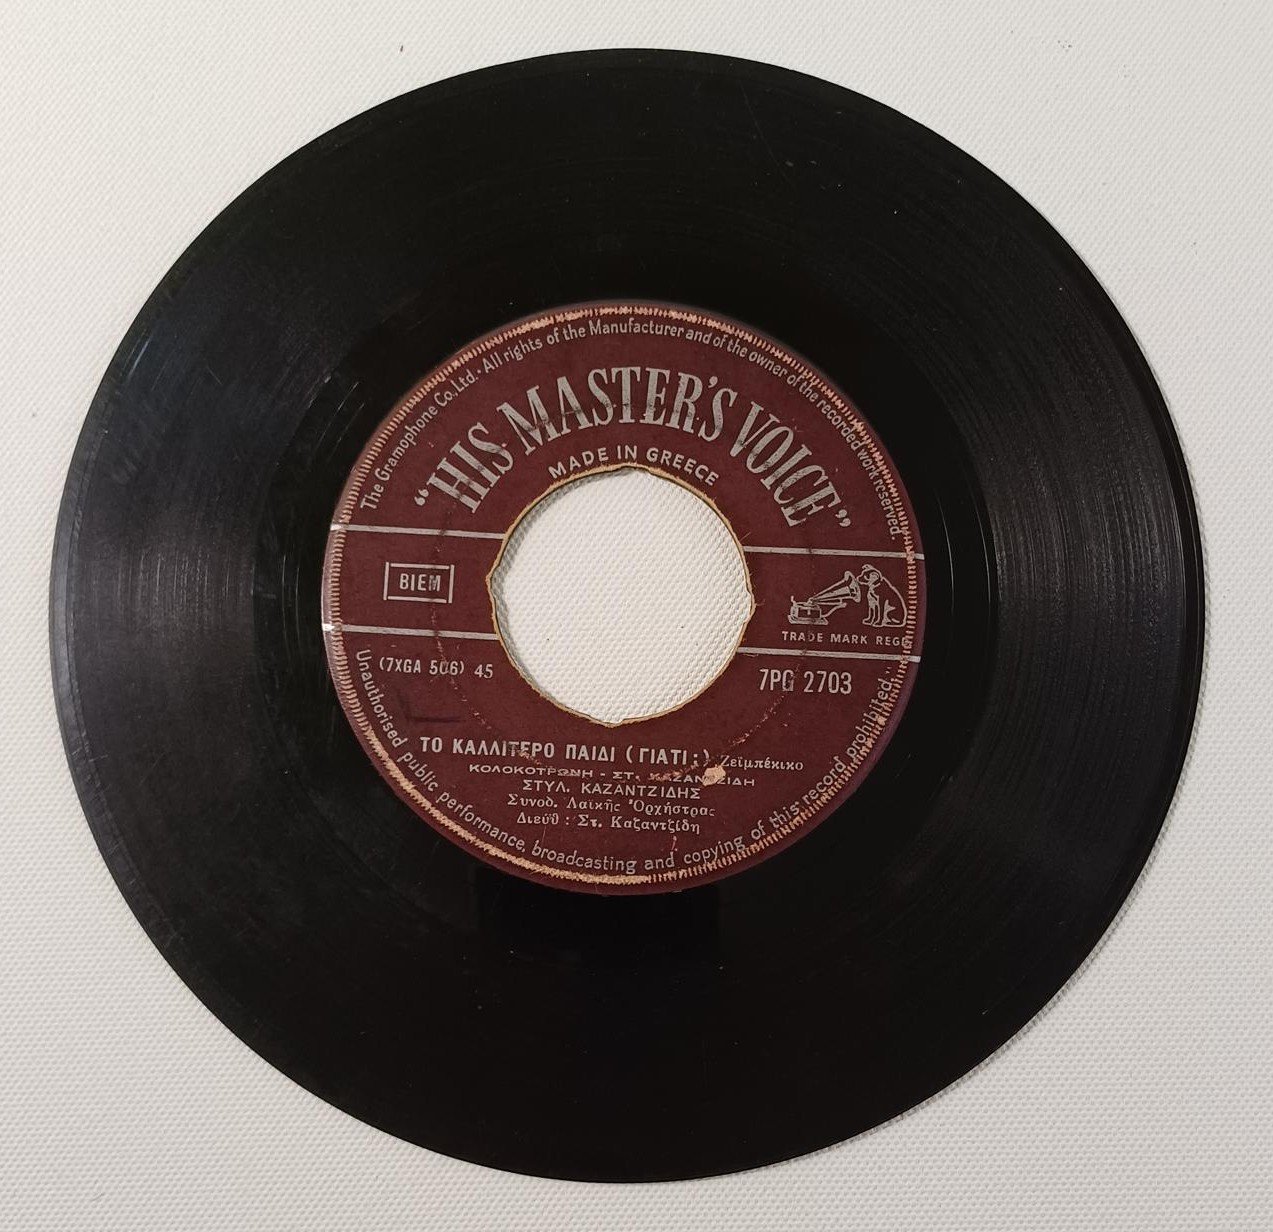 The Gramophone Co. Ltd. · All rights of the Manufacturer and of the owner of the recorded work reserved.
"HIS MASTER'S VOICE"
MADE IN GREECE
BIEM
TRADE MARK REGD
(7XGA 506) 45
7PG 2703
ΤΟ ΚΑΛΛΙΤΕΡΟ ΠΑΙΔΙ (ΓΙΑΤΙ;) Ζεϊμπέκικο
ΚΟΛΟΚΟΤΡΩΝΗ - ΣΤ. ΚΑΖΑΝΤΖΙΔΗ
ΣΤΥΛ. ΚΑΖΑΝΤΖΙΔΗΣ
Συνοδ. Λαϊκῆς Ὀρχήστρας
Διεύθ : Στ. Καζαντζίδη
Unauthorised public performance, broadcasting and copying of this record prohibited.